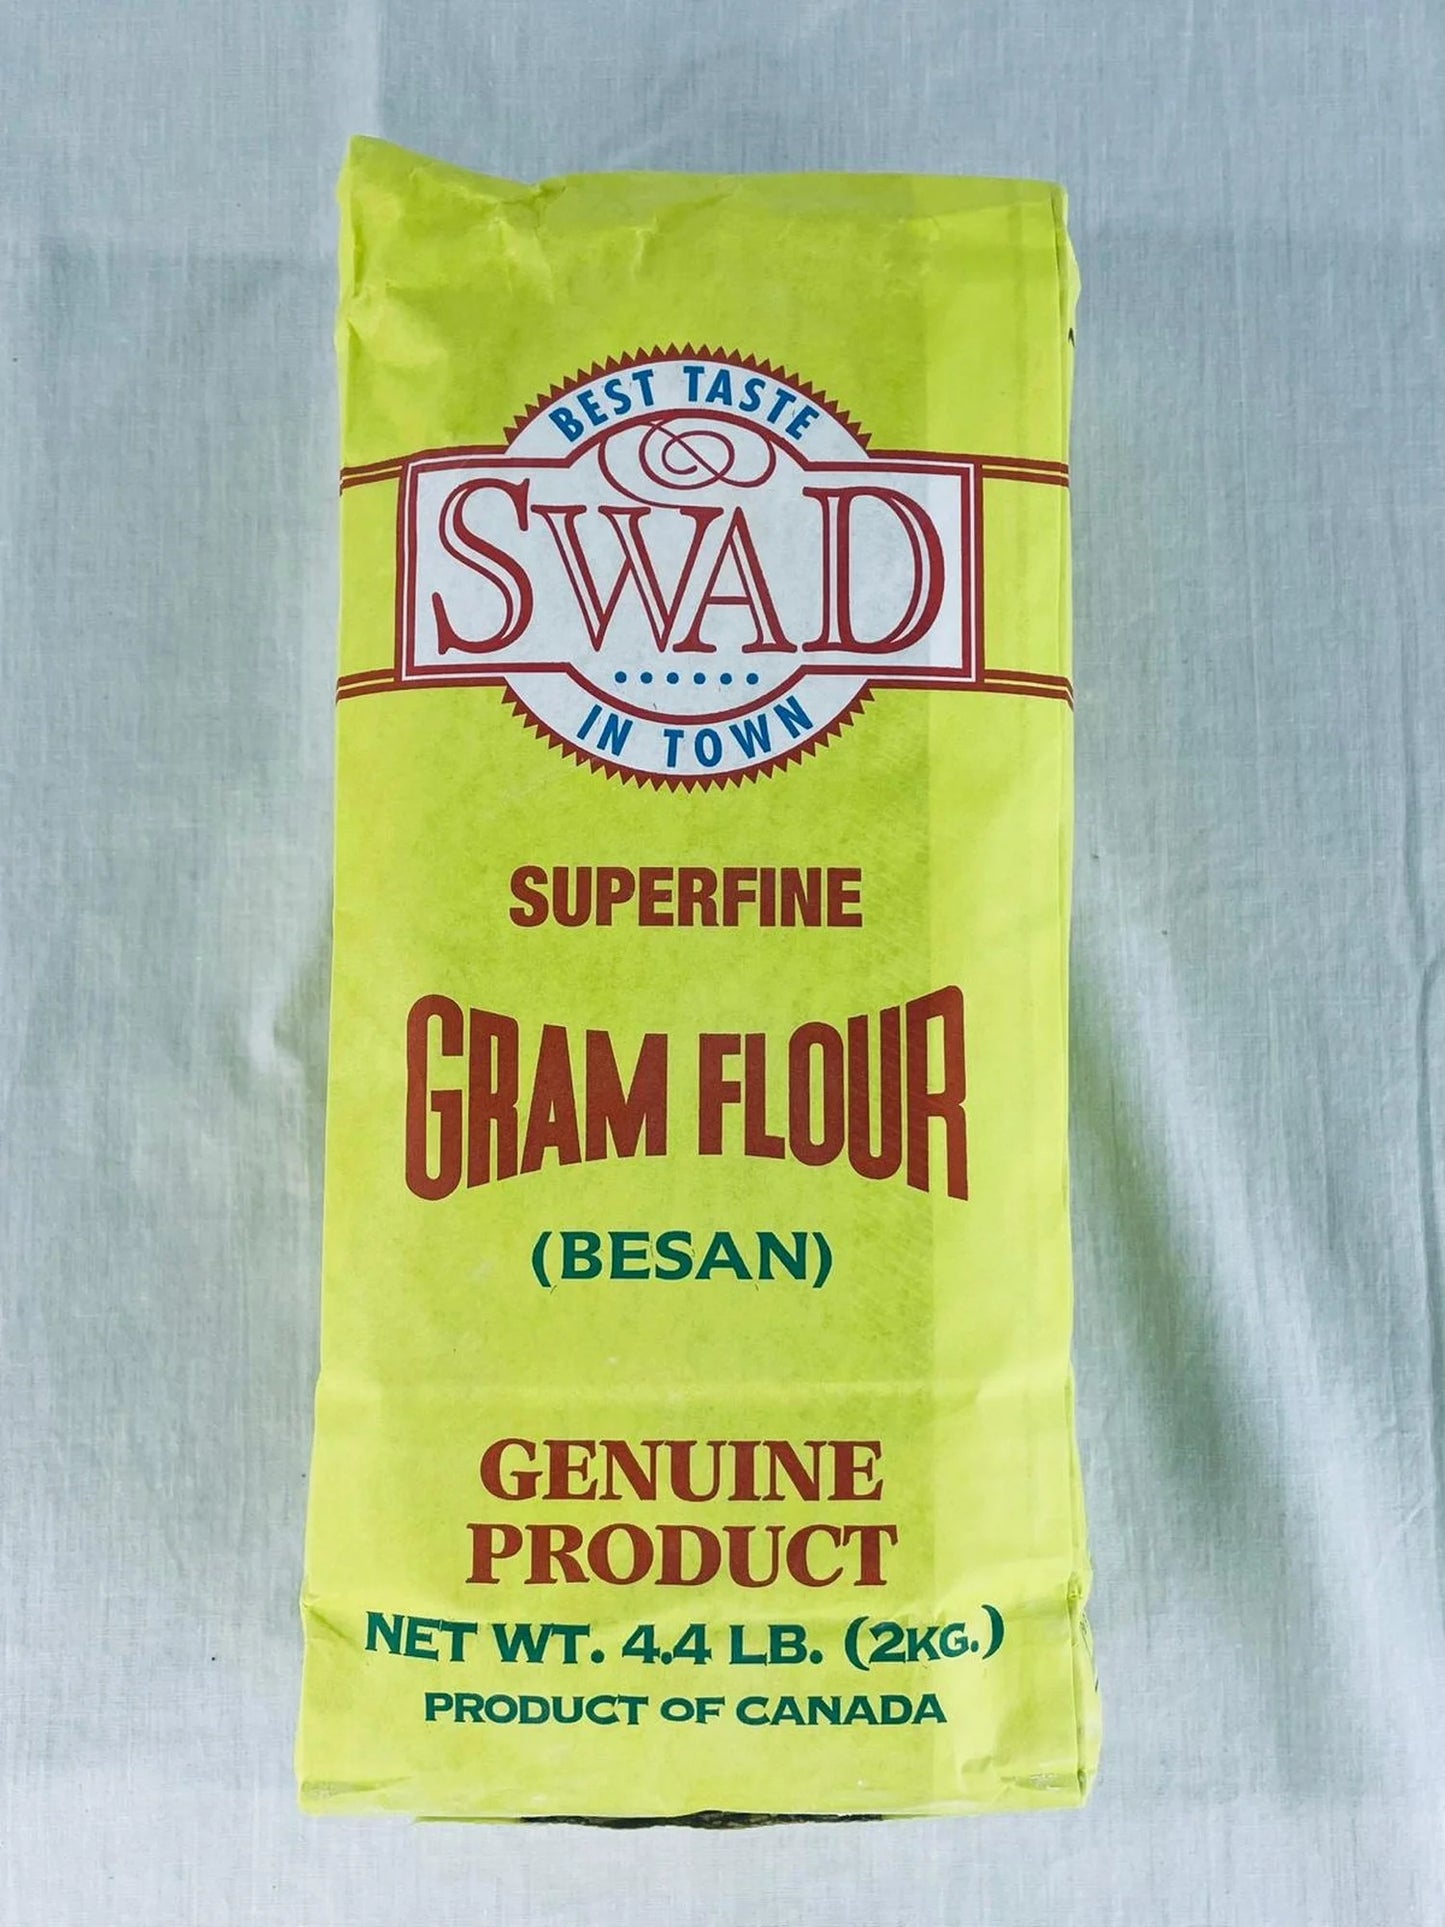 BEST TASTE
SWAD
IN TOWN
SUPERFINE
GRAM FLOUR
(BESAN)
GENUINE
PRODUCT
NET WT. 4.4 LB. (2KG.)
PRODUCT OF CANADA